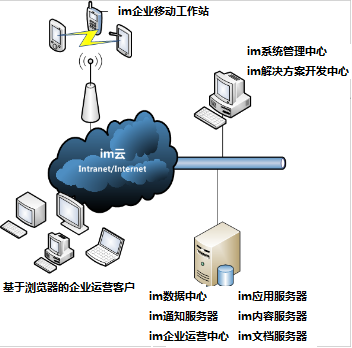 im企业移动工作站
im系统管理中心
im解决方案开发中心
im云
Intranet/Internet
基于浏览器的企业运营客户
im数据中心 im应用服务器
im通知服务器 im内容服务器
im企业运营中心 im文档服务器